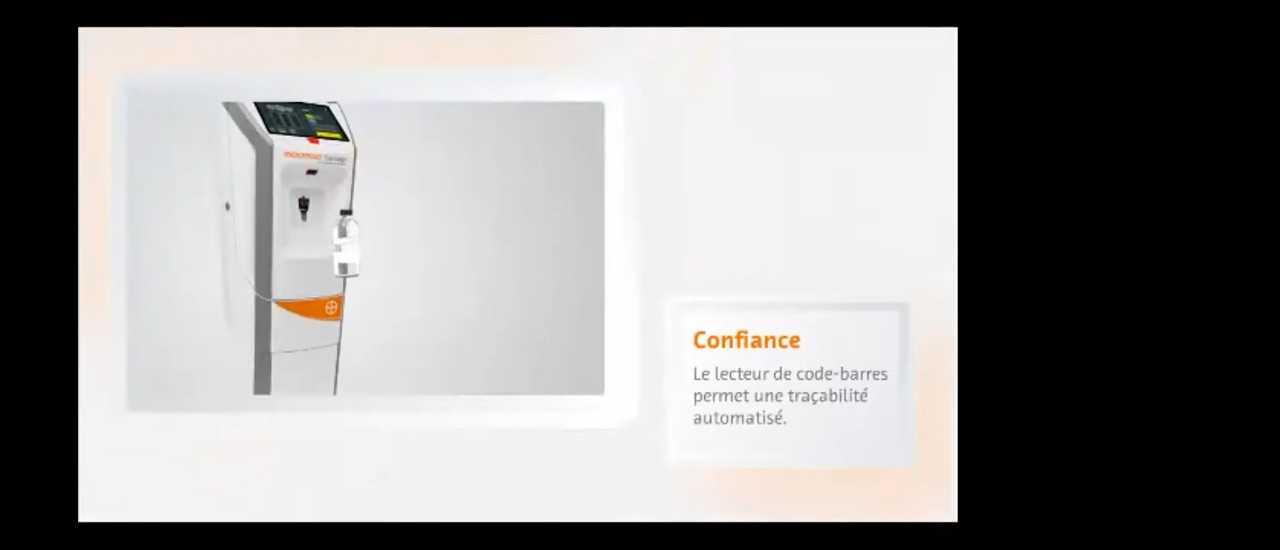 Confiance
Le lecteur de code-barres
permet une traçabilité
automatisé.